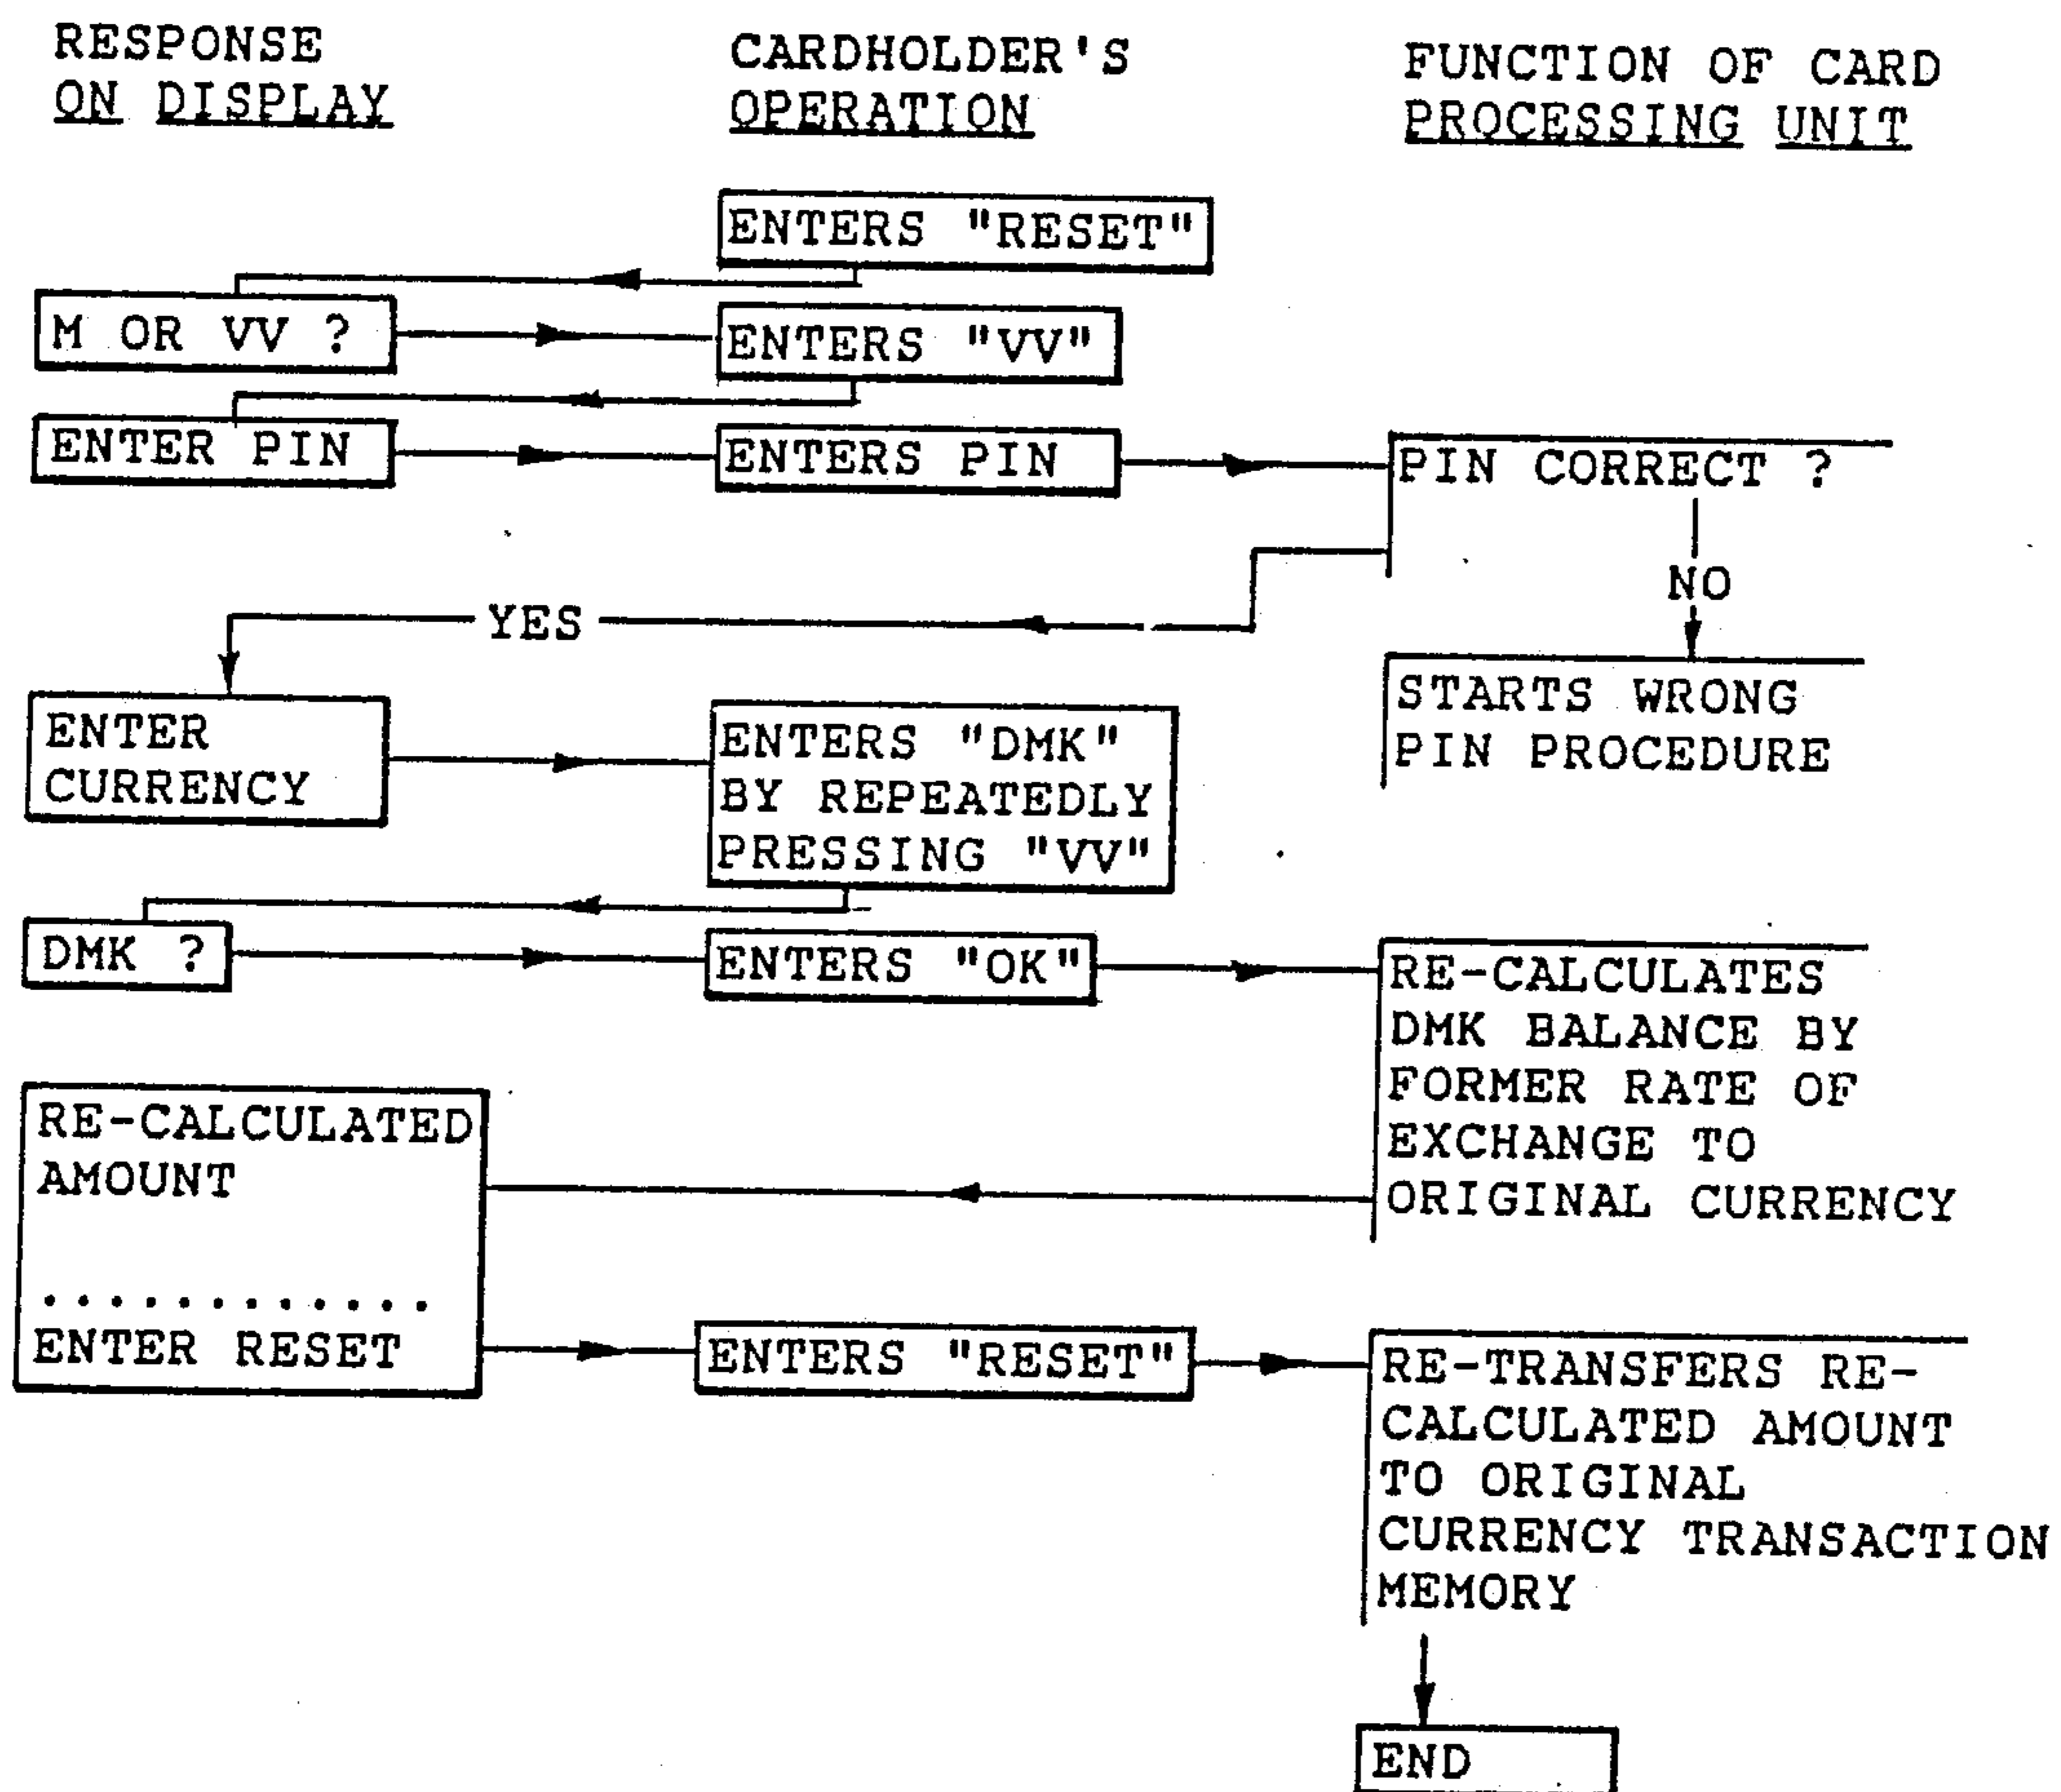 RESPONSE
ON DISPLAY
CARDHOLDER'S
OPERATION
FUNCTION OF CARD
PROCESSING UNIT
ENTERS "RESET"
M OR VV ?
ENTERS "VV"
ENTER PIN
ENTERS PIN
PIN CORRECT ?
NO
YES
STARTS WRONG
PIN PROCEDURE
ENTER
CURRENCY
ENTERS "DMK"
BY REPEATEDLY
PRESSING "VV"
DMK ?
ENTERS "OK"
RE-CALCULATES
DMK BALANCE BY
FORMER RATE OF
EXCHANGE TO
ORIGINAL CURRENCY
RE-CALCULATED
AMOUNT
............
ENTER RESET
ENTERS "RESET"
RE-TRANSFERS RE-
CALCULATED AMOUNT
TO ORIGINAL
CURRENCY TRANSACTION
MEMORY
END